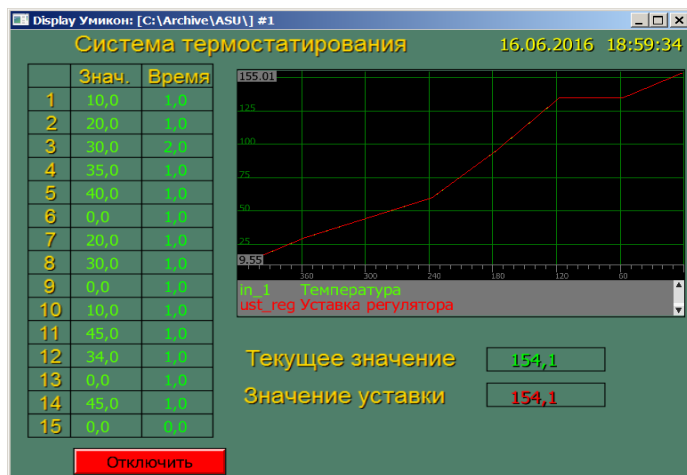 Display Умикон: [C:\Archive\ASU\] #1
Система термостатирования 16.06.2016 18:59:34
Знач. Время
1 10,0 1,0
2 20,0 1,0
3 30,0 2,0
4 35,0 1,0
5 40,0 1,0
6 0,0 1,0
7 20,0 1,0
8 30,0 1,0
9 0,0 1,0
10 10,0 1,0
11 45,0 1,0
12 34,0 1,0
13 0,0 1,0
14 45,0 1,0
15 0,0 0,0
155.01
125
100
75
50
25
9.55
360 300 240 180 120 60
in_1 Температура
ust_reg Уставка регулятора
Текущее значение 154,1
Значение уставки 154,1
Отключить